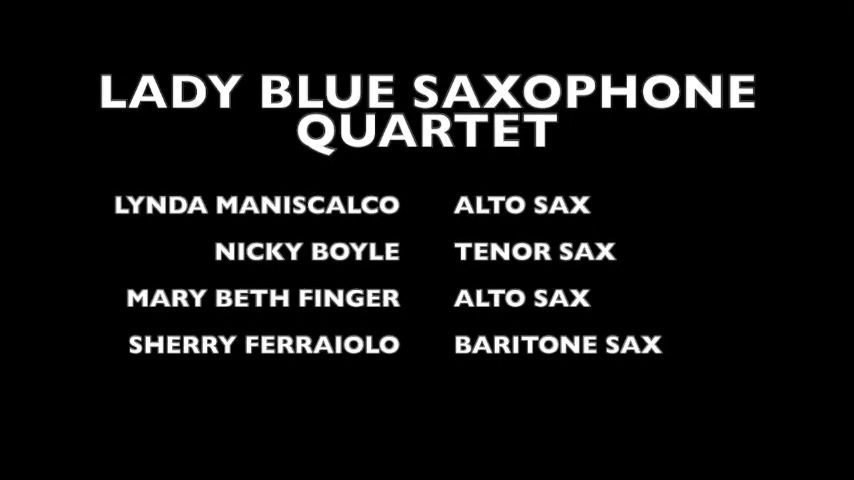 LADY BLUE SAXOPHONE
QUARTET
LYNDA MANISCALCO ALTO SAX
NICKY BOYLE TENOR SAX
MARY BETH FINGER ALTO SAX
SHERRY FERRAIOLO BARITONE SAX